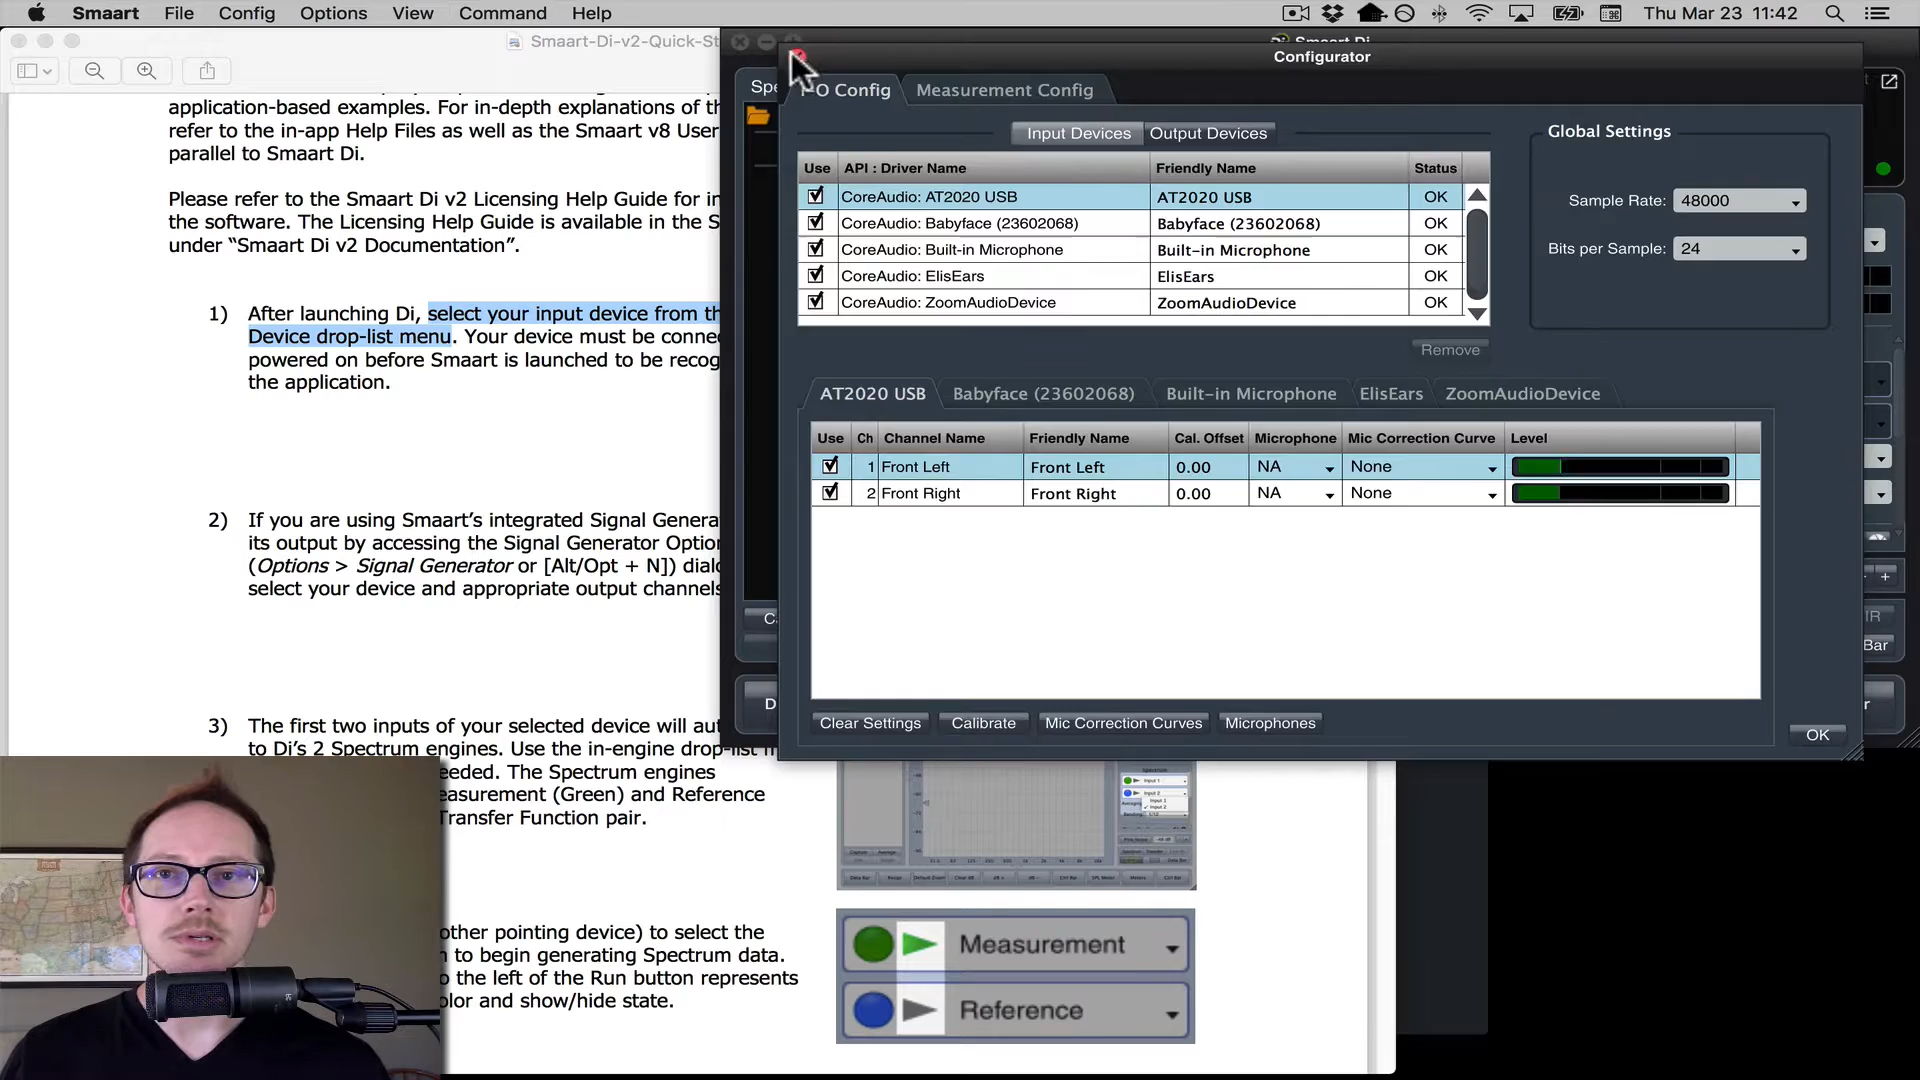 Smaart File Config Options View Command Help
Thu Mar 23 11:42
Smaart-Di-v2-Quick-St
Configurator
I-O Config Measurement Config
Input Devices Output Devices
Use API : Driver Name Friendly Name Status
CoreAudio: AT2020 USB AT2020 USB OK
CoreAudio: Babyface (23602068) Babyface (23602068) OK
CoreAudio: Built-in Microphone Built-in Microphone OK
CoreAudio: ElisEars ElisEars OK
CoreAudio: ZoomAudioDevice ZoomAudioDevice OK
Remove
Global Settings
Sample Rate: 48000
Bits per Sample: 24
AT2020 USB Babyface (23602068) Built-in Microphone ElisEars ZoomAudioDevice
Use Ch Channel Name Friendly Name Cal. Offset Microphone Mic Correction Curve Level
1 Front Left Front Left 0.00 NA None
2 Front Right Front Right 0.00 NA None
Clear Settings Calibrate Mic Correction Curves Microphones
OK
Spe
IR
Bar
application-based examples. For in-depth explanations of th
refer to the in-app Help Files as well as the Smaart v8 User
parallel to Smaart Di.
Please refer to the Smaart Di v2 Licensing Help Guide for in
the software. The Licensing Help Guide is available in the S
under “Smaart Di v2 Documentation”.
1) After launching Di, select your input device from th
Device drop-list menu. Your device must be connec
powered on before Smaart is launched to be recog
the application.
2) If you are using Smaart’s integrated Signal Genera
its output by accessing the Signal Generator Option
(Options > Signal Generator or [Alt/Opt + N]) dialo
select your device and appropriate output channels
3) The first two inputs of your selected device will aut
to Di’s 2 Spectrum engines. Use the in-engine drop-list m
eeded. The Spectrum engines
easurement (Green) and Reference
Transfer Function pair.
other pointing device) to select the
n to begin generating Spectrum data.
o the left of the Run button represents
olor and show/hide state.
Measurement
Reference